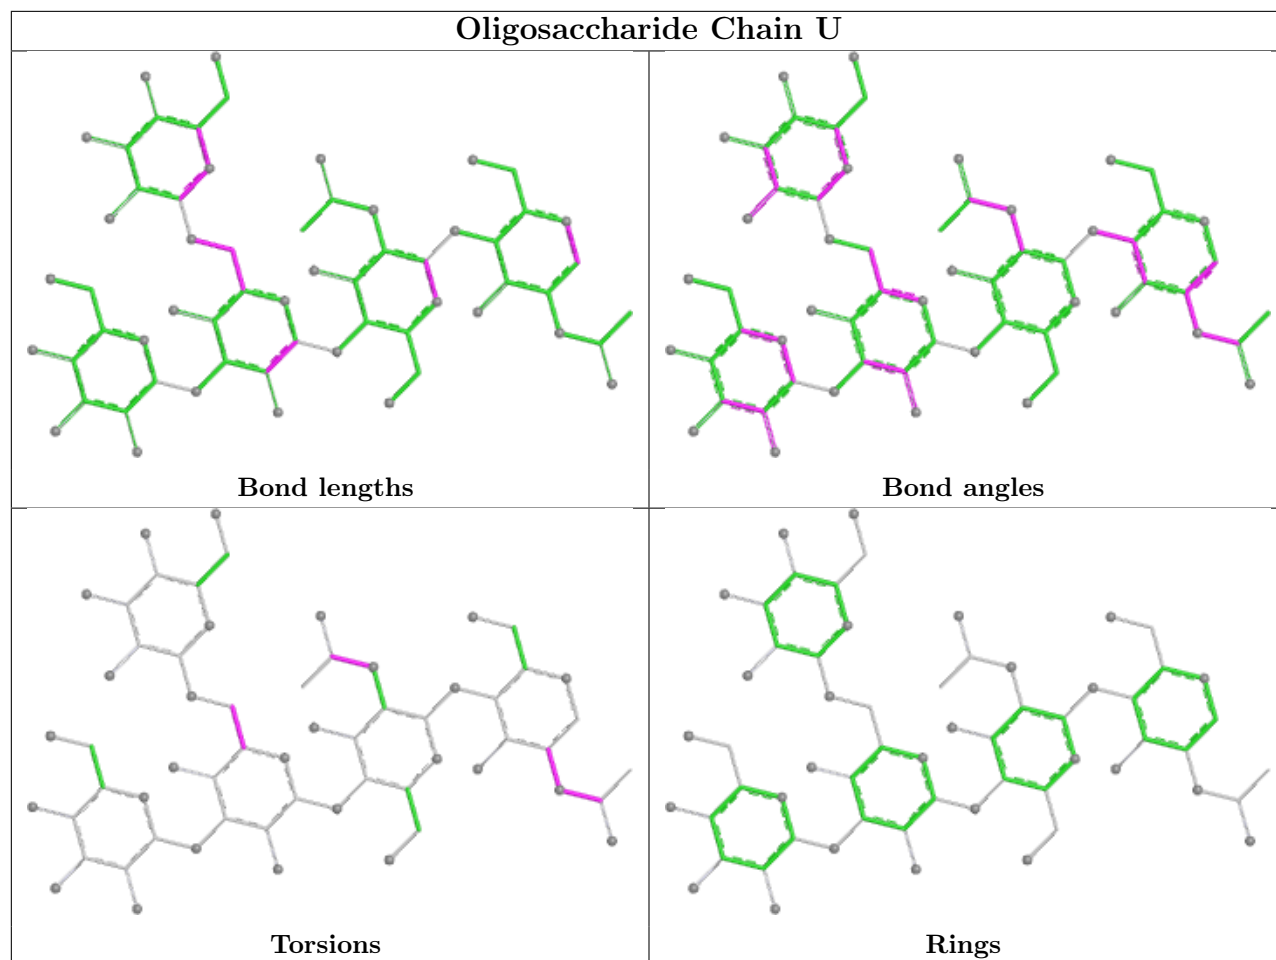 Oligosaccharide Chain U
Bond lengths
Bond angles
Torsions
Rings